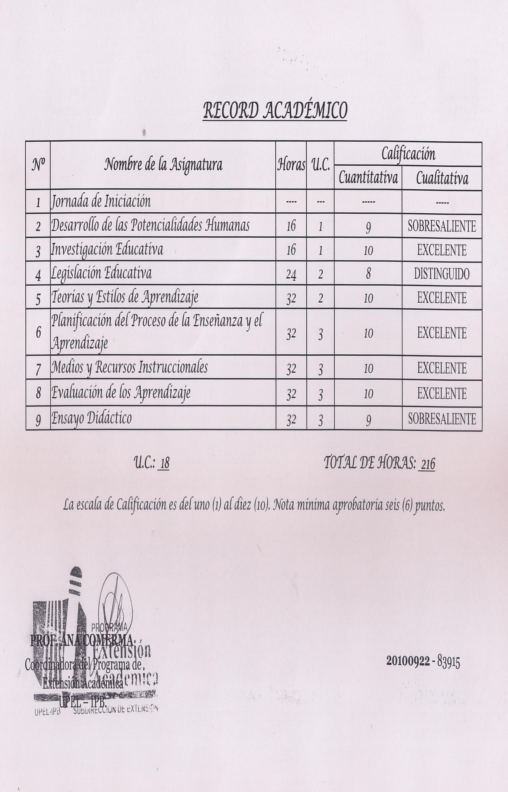 RECORD ACADÉMICO
Nº Nombre de la Asignatura Horas U.C. Calificación
Cuantitativa Cualitativa
1 Jornada de Iniciación ---- --- ----- -----
2 Desarrollo de las Potencialidades Humanas 16 1 9 SOBRESALIENTE
3 Investigación Educativa 16 1 10 EXCELENTE
4 Legislación Educativa 24 2 8 DISTINGUIDO
5 Teorías y Estilos de Aprendizaje 32 2 10 EXCELENTE
6 Planificación del Proceso de la Enseñanza y el
Aprendizaje 32 3 10 EXCELENTE
7 Medios y Recursos Instruccionales 32 3 10 EXCELENTE
8 Evaluación de los Aprendizaje 32 3 10 EXCELENTE
9 Ensayo Didáctico 32 3 9 SOBRESALIENTE
U.C.: 18 TOTAL DE HORAS: 216
La escala de Calificación es del uno (1) al diez (10). Nota mínima aprobatoria seis (6) puntos.
PROGRAMA
PROF. ANA COMERMA
Extensión
Coordinadora del Programa de
Académica
Extensión Académica
UPEL – IPB.
UPEL-IPB SUBDIRECCIÓN DE EXTENSIÓN
20100922 - 83915